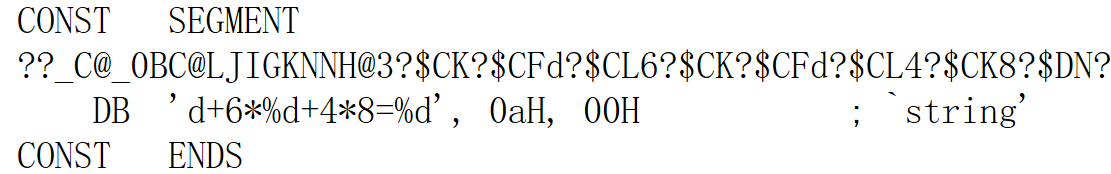 CONST SEGMENT
??_C@_0BC@LJIGKNNH@3?$CK?$CFd?$CL6?$CK?$CFd?$CL4?$CK8?$DN?
DB 'd+6*%d+4*8=%d', 0aH, 00H ; `string'
CONST ENDS